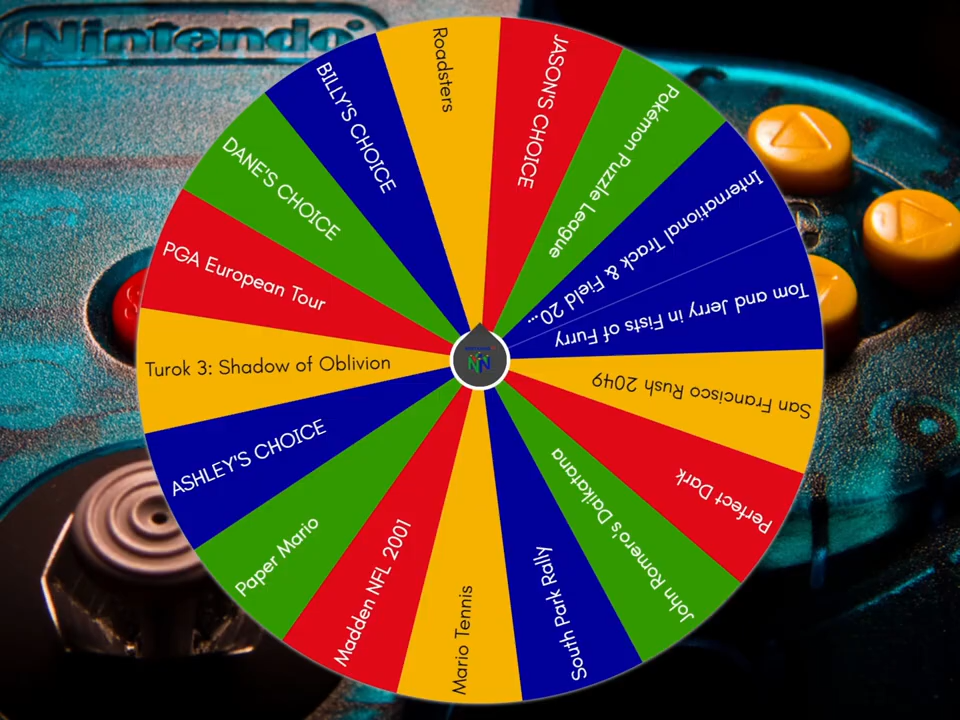 Nintendo
Roadsters
JASON'S CHOICE
Pokémon Puzzle League
International Track & Field 20...
Tom and Jerry in Fists of Furry
San Francisco Rush 2049
Perfect Dark
John Romero's Daikatana
South Park Rally
Mario Tennis
Madden NFL 2001
Paper Mario
ASHLEY'S CHOICE
Turok 3: Shadow of Oblivion
PGA European Tour
DANE'S CHOICE
BILLY'S CHOICE